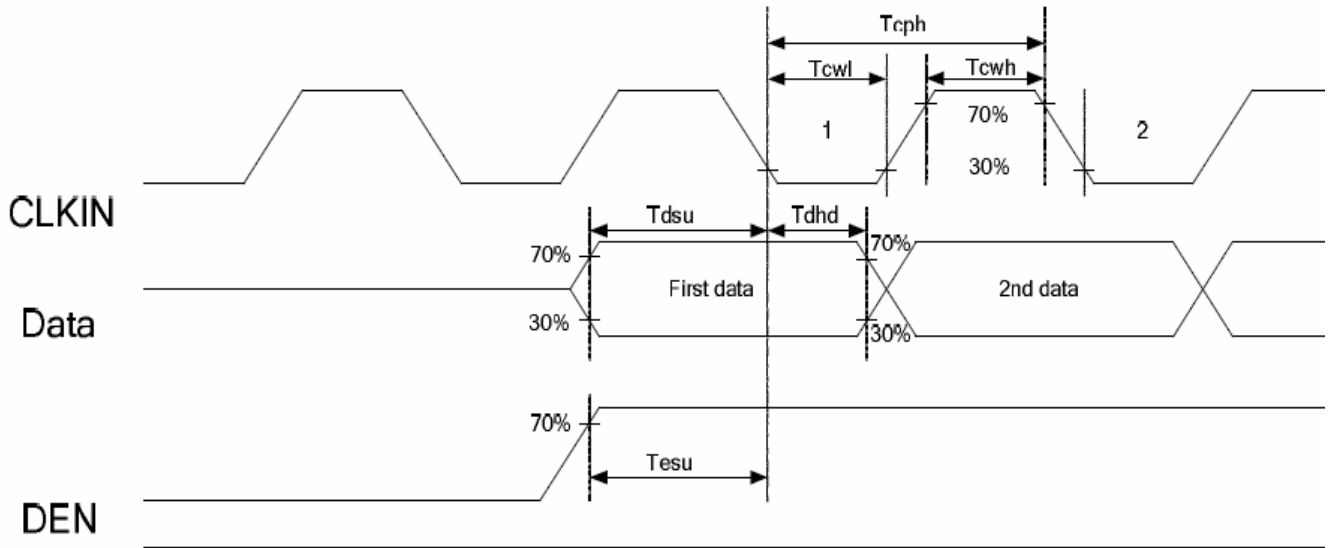 Tcph
Tcwl
Tcwh
1
70%
2
30%
CLKIN
Tdsu
Tdhd
70%
70%
First data
2nd data
Data
30%
30%
70%
Tesu
DEN